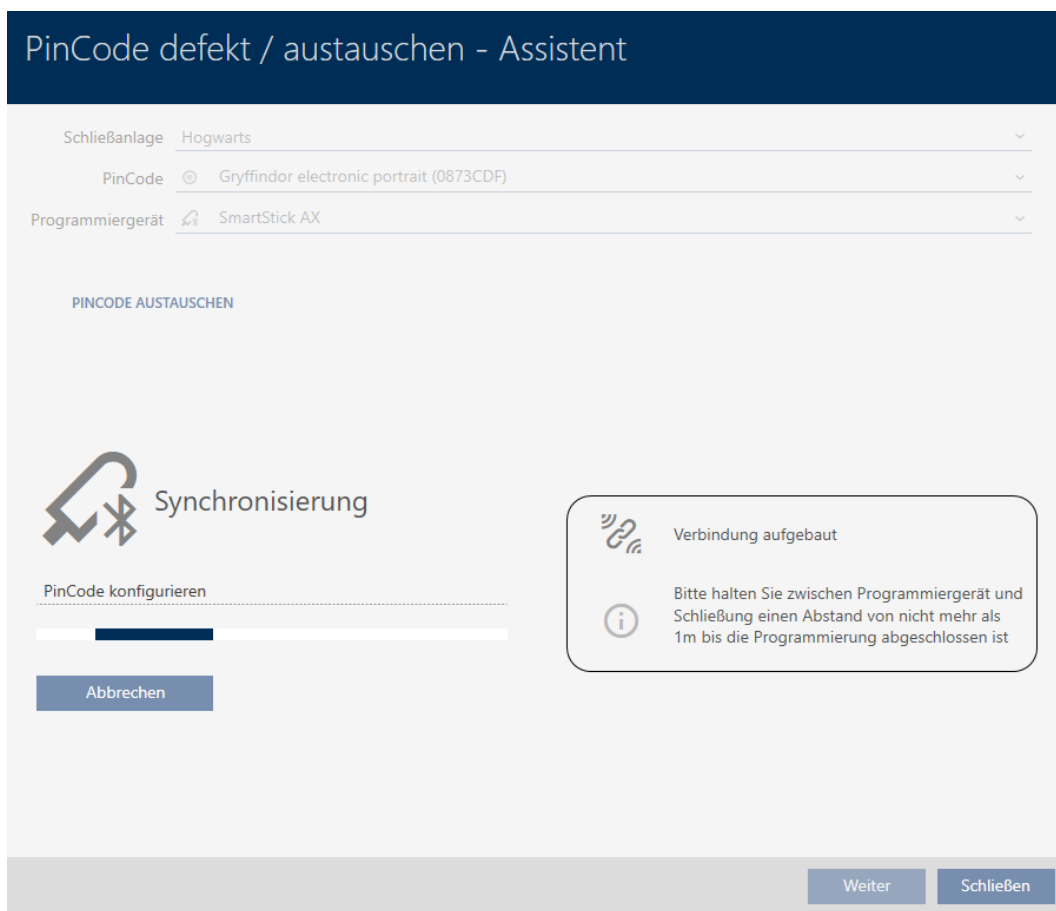 PinCode defekt / austauschen - Assistent
Schließanlage Hogwarts
PinCode Gryffindor electronic portrait (0873CDF)
Programmiergerät SmartStick AX
PINCODE AUSTAUSCHEN
Synchronisierung
PinCode konfigurieren
Abbrechen
Verbindung aufgebaut
Bitte halten Sie zwischen Programmiergerät und
Schließung einen Abstand von nicht mehr als
1m bis die Programmierung abgeschlossen ist
Weiter Schließen